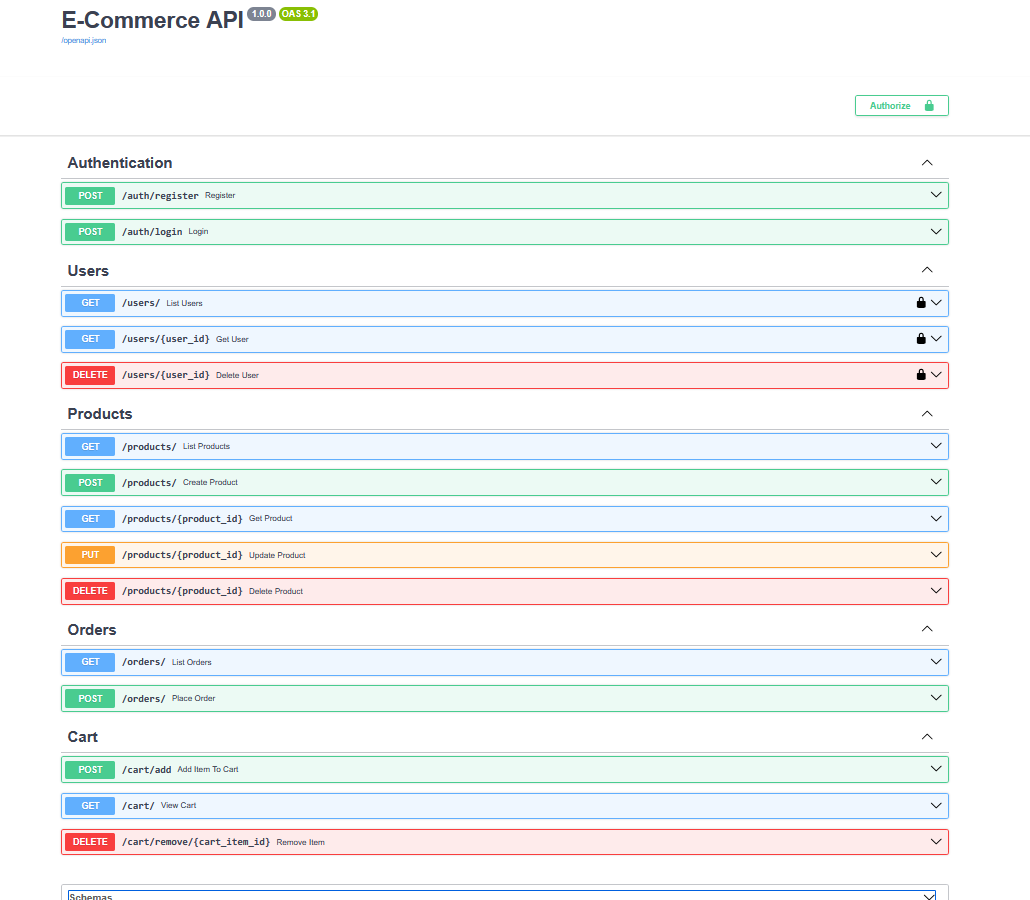 E-Commerce API 1.0.0 OAS 3.1
/openapi.json
Authorize
Authentication
POST /auth/register Register
POST /auth/login Login
Users
GET /users/ List Users
GET /users/{user_id} Get User
DELETE /users/{user_id} Delete User
Products
GET /products/ List Products
POST /products/ Create Product
GET /products/{product_id} Get Product
PUT /products/{product_id} Update Product
DELETE /products/{product_id} Delete Product
Orders
GET /orders/ List Orders
POST /orders/ Place Order
Cart
POST /cart/add Add Item To Cart
GET /cart/ View Cart
DELETE /cart/remove/{cart_item_id} Remove Item
Schemas